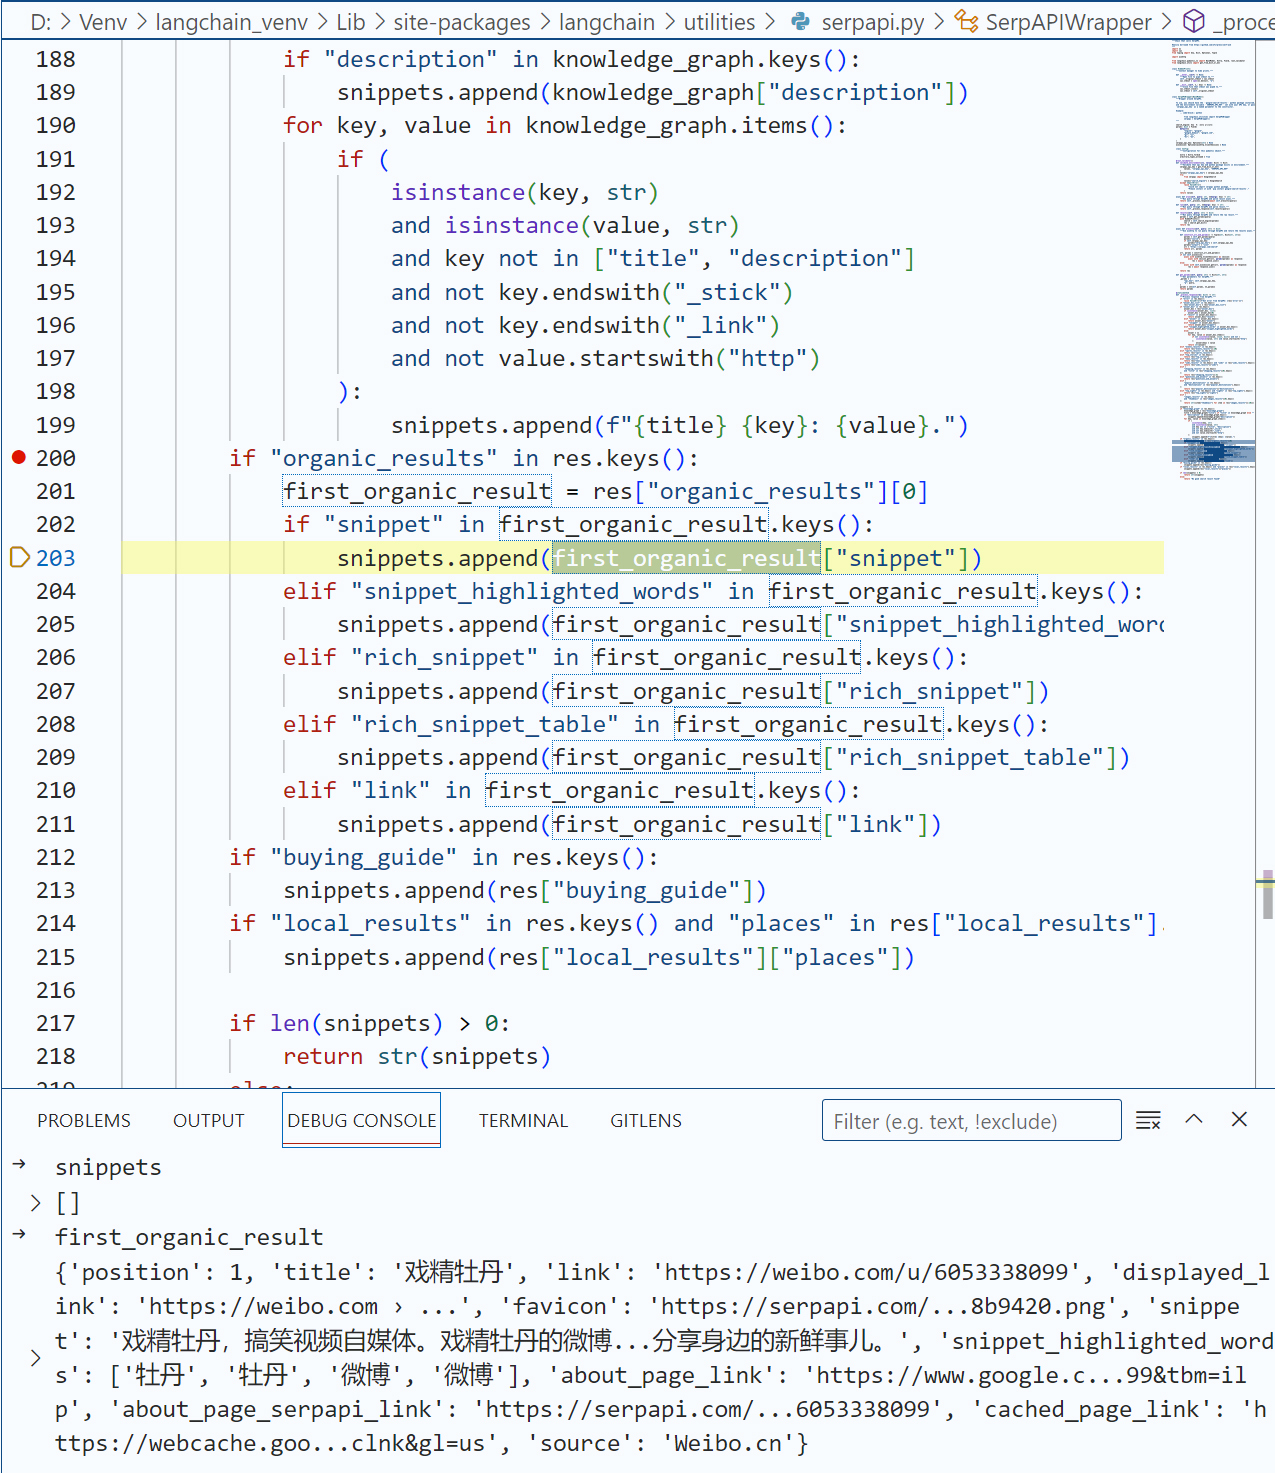 D: > Venv > langchain_venv > Lib > site-packages > langchain > utilities > serpapi.py > SerpAPIWrapper > _proce
188 if "description" in knowledge_graph.keys():
189 snippets.append(knowledge_graph["description"])
190 for key, value in knowledge_graph.items():
191 if (
192 isinstance(key, str)
193 and isinstance(value, str)
194 and key not in ["title", "description"]
195 and not key.endswith("_stick")
196 and not key.endswith("_link")
197 and not value.startswith("http")
198 ):
199 snippets.append(f"{title} {key}: {value}.")
200 if "organic_results" in res.keys():
201 first_organic_result = res["organic_results"][0]
202 if "snippet" in first_organic_result.keys():
203 snippets.append(first_organic_result["snippet"])
204 elif "snippet_highlighted_words" in first_organic_result.keys():
205 snippets.append(first_organic_result["snippet_highlighted_word
206 elif "rich_snippet" in first_organic_result.keys():
207 snippets.append(first_organic_result["rich_snippet"])
208 elif "rich_snippet_table" in first_organic_result.keys():
209 snippets.append(first_organic_result["rich_snippet_table"])
210 elif "link" in first_organic_result.keys():
211 snippets.append(first_organic_result["link"])
212 if "buying_guide" in res.keys():
213 snippets.append(res["buying_guide"])
214 if "local_results" in res.keys() and "places" in res["local_results"].
215 snippets.append(res["local_results"]["places"])
216
217 if len(snippets) > 0:
218 return str(snippets)
219 else:
PROBLEMS OUTPUT DEBUG CONSOLE TERMINAL GITLENS Filter (e.g. text, !exclude)
→ snippets
> []
→ first_organic_result
{'position': 1, 'title': '戏精牡丹', 'link': 'https://weibo.com/u/6053338099', 'displayed_l
ink': 'https://weibo.com › ...', 'favicon': 'https://serpapi.com/...8b9420.png', 'snippe
t': '戏精牡丹，搞笑视频自媒体。戏精牡丹的微博...分享身边的新鲜事儿。', 'snippet_highlighted_word
> s': ['牡丹', '牡丹', '微博', '微博'], 'about_page_link': 'https://www.google.c...99&tbm=il
p', 'about_page_serpapi_link': 'https://serpapi.com/...6053338099', 'cached_page_link': 'h
ttps://webcache.goo...clnk&gl=us', 'source': 'Weibo.cn'}